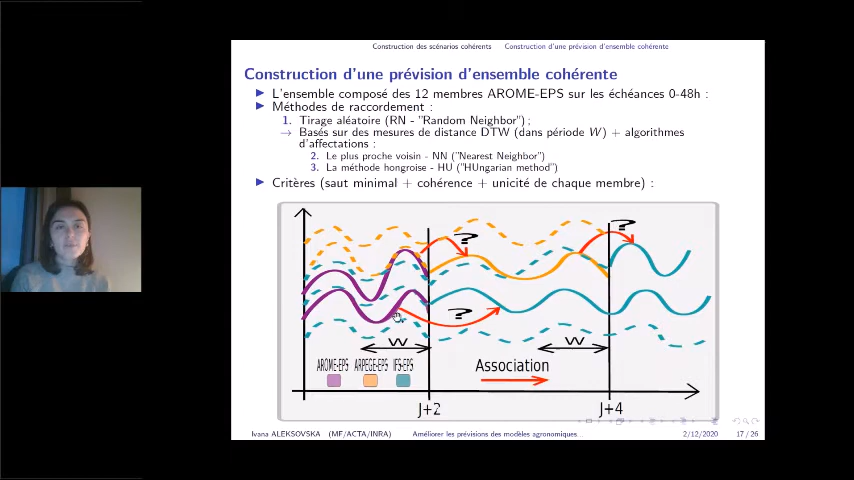 Construction des scénarios cohérents Construction d'une prévision d'ensemble cohérente
Construction d'une prévision d'ensemble cohérente
L'ensemble composé des 12 membres AROME-EPS sur les échéances 0-48h :
Méthodes de raccordement :
1. Tirage aléatoire (RN - "Random Neighbor") ;
→ Basés sur des mesures de distance DTW (dans période W) + algorithmes
d'affectations :
2. Le plus proche voisin - NN ("Nearest Neighbor")
3. La méthode hongroise - HU ("HUngarian method")
Critères (saut minimal + cohérence + unicité de chaque membre) :
? ?
?
W W
AROME-EPS ARPEGE-EPS IFS-EPS
Association
J+2 J+4
Ivana ALEKSOVSKA (MF/ACTA/INRA) Améliorer les prévisions des modèles agronomiques... 2/12/2020 17 / 26